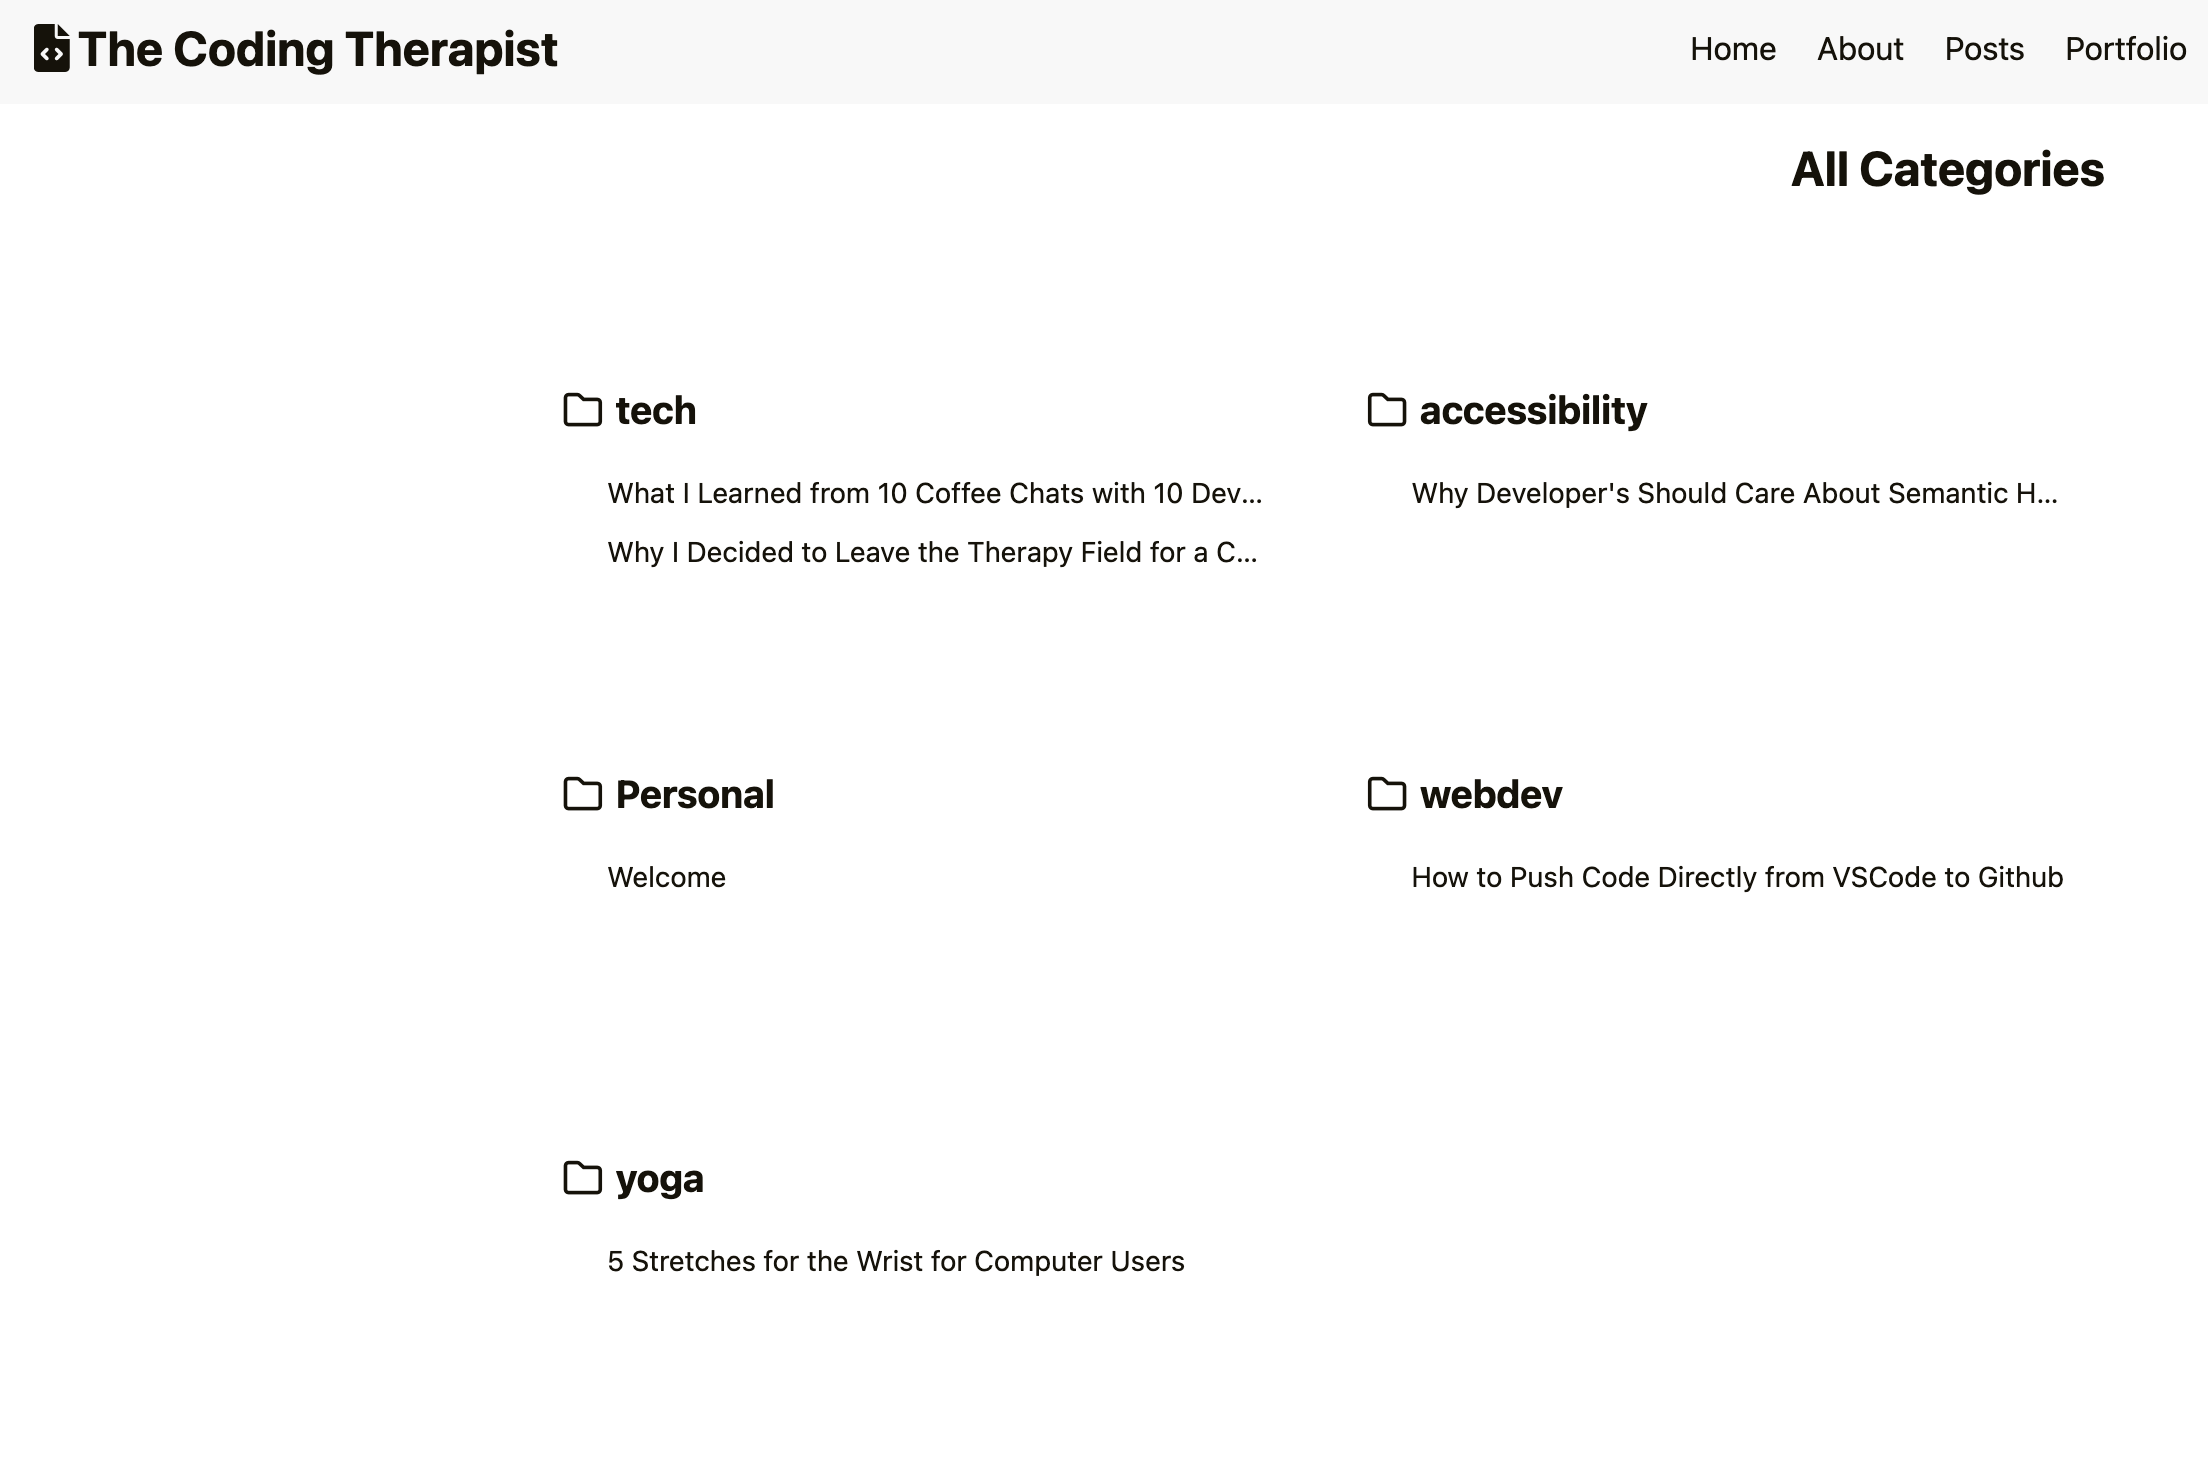 The Coding Therapist
Home About Posts Portfolio
All Categories
tech
What I Learned from 10 Coffee Chats with 10 Dev...
Why I Decided to Leave the Therapy Field for a C...
accessibility
Why Developer's Should Care About Semantic H...
Personal
Welcome
webdev
How to Push Code Directly from VSCode to Github
yoga
5 Stretches for the Wrist for Computer Users